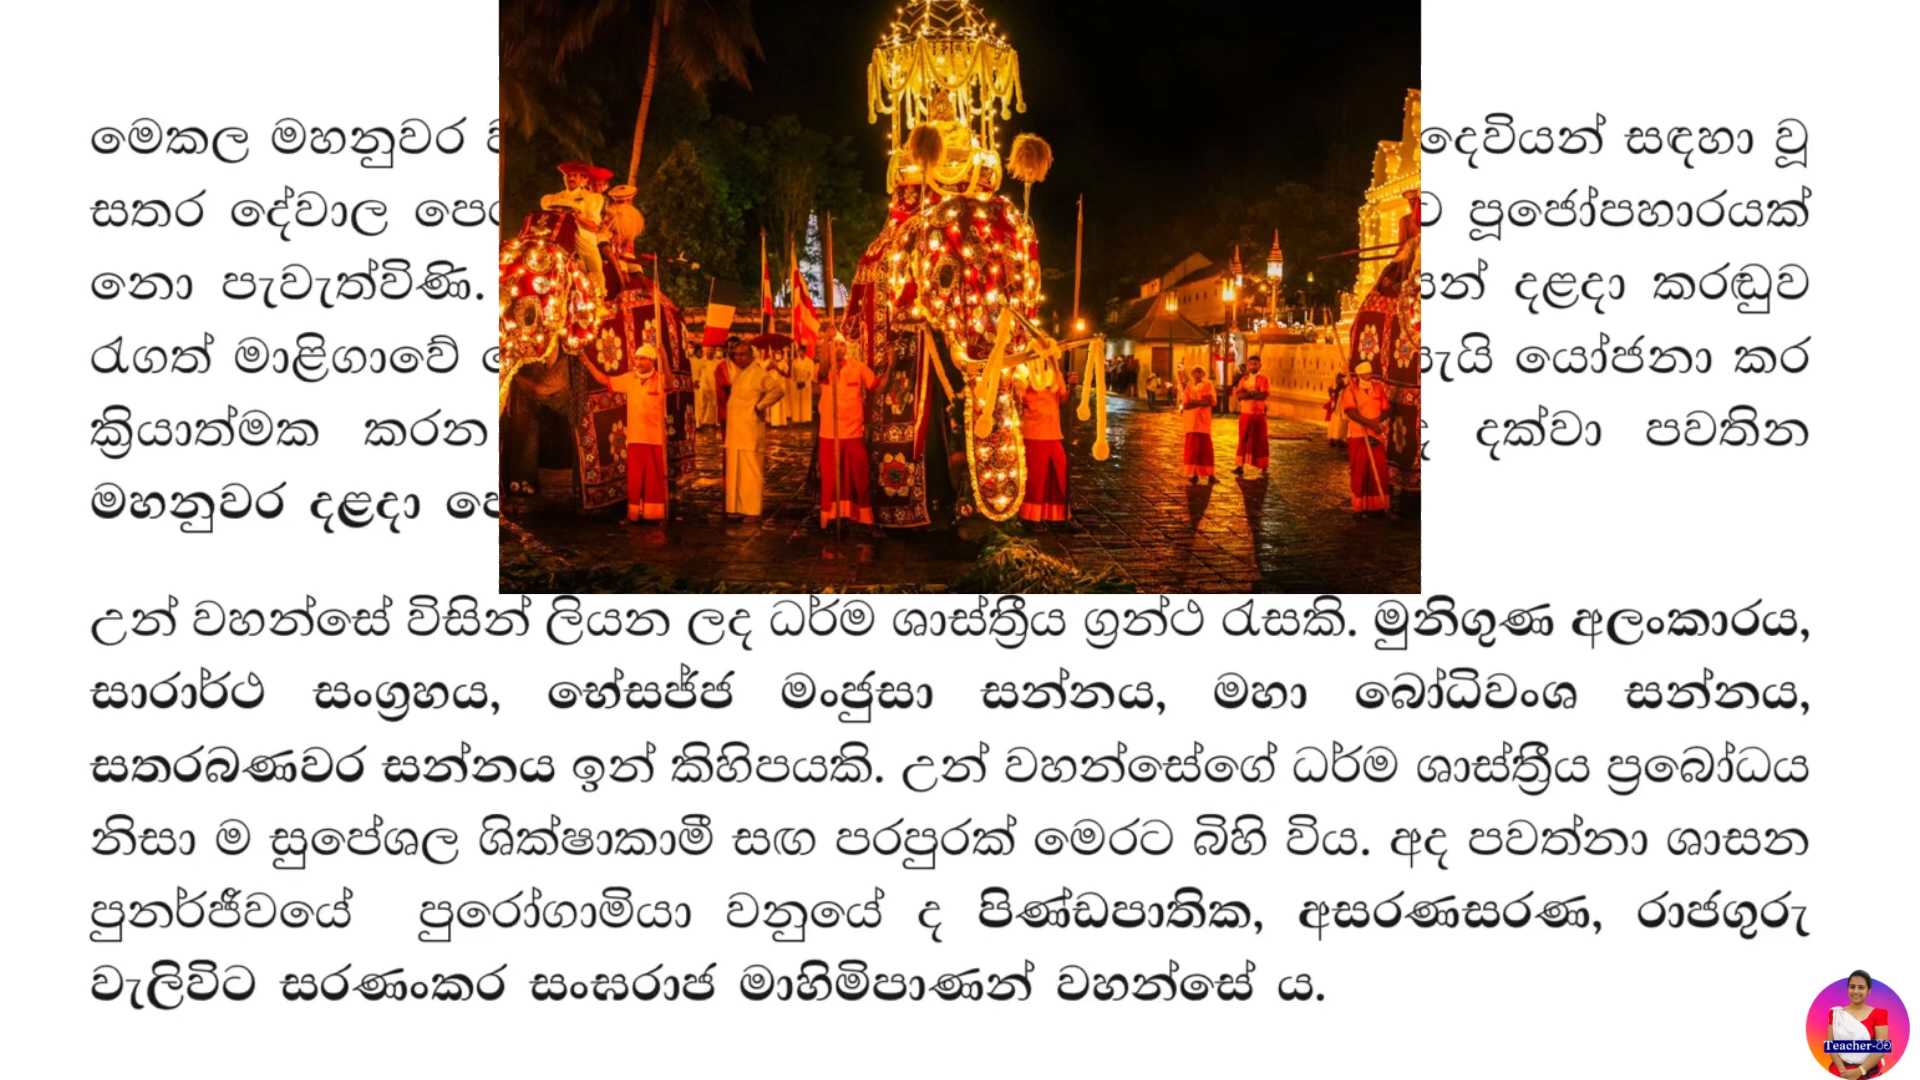 මෙකල මහනුවර දෙවියන් සඳහා වූ
සතර දේවාල පූජෝපහාරයක්
නො පැවැත්විණි. දළදා කරඬුව
රැගත් මාළිගාවේ යෝජනා කර
ක්‍රියාත්මක කරන දක්වා පවතින
මහනුවර දළදා
උන් වහන්සේ විසින් ලියන ලද ධර්ම ශාස්ත්‍රීය ග්‍රන්ථ රැසකි. මුනිගුණ අලංකාරය,
සාරාර්ථ සංග්‍රහය, භේසජ්ජ මංජුසා සන්නය, මහා බෝධිවංශ සන්නය,
සතරබණවර සන්නය ඉන් කිහිපයකි. උන් වහන්සේගේ ධර්ම ශාස්ත්‍රීය ප්‍රබෝධය
නිසා ම සුපේශල ශික්ෂාකාමී සඟ පරපුරක් මෙරට බිහි විය. අද පවත්නා ශාසන
පුනර්ජීවයේ පුරෝගාමියා වනුයේ ද පිණ්ඩපාතික, අසරණසරණ, රාජගුරු
වැලිවිට සරණංකර සංඝරාජ මාහිමිපාණන් වහන්සේ ය.
Teacher-ටීච්